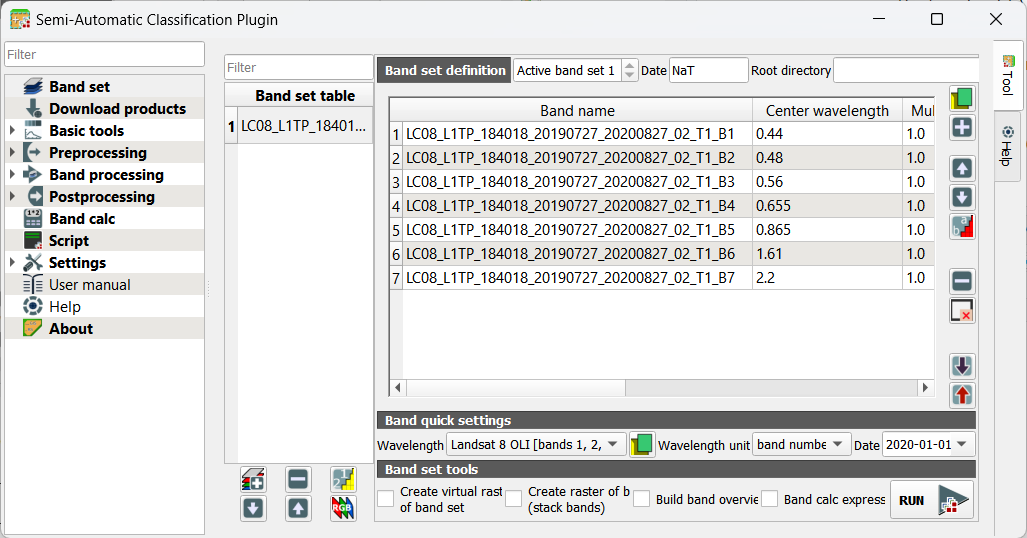 Semi-Automatic Classification Plugin
Filter
Band set
Download products
Basic tools
Preprocessing
Band processing
Postprocessing
Band calc
Script
Settings
User manual
Help
About
Filter
Band set table
1 LC08_L1TP_18401...
Band set definition Active band set 1 Date NaT Root directory
Band name Center wavelength Mul
1 LC08_L1TP_184018_20190727_20200827_02_T1_B1 0.44 1.0
2 LC08_L1TP_184018_20190727_20200827_02_T1_B2 0.48 1.0
3 LC08_L1TP_184018_20190727_20200827_02_T1_B3 0.56 1.0
4 LC08_L1TP_184018_20190727_20200827_02_T1_B4 0.655 1.0
5 LC08_L1TP_184018_20190727_20200827_02_T1_B5 0.865 1.0
6 LC08_L1TP_184018_20190727_20200827_02_T1_B6 1.61 1.0
7 LC08_L1TP_184018_20190727_20200827_02_T1_B7 2.2 1.0
Band quick settings
Wavelength Landsat 8 OLI [bands 1, 2, Wavelength unit band numbe Date 2020-01-01
Band set tools
Create virtual rast
of band set
Create raster of b
(stack bands)
Build band overvie
Band calc express
RUN
RGB
Tool
Help